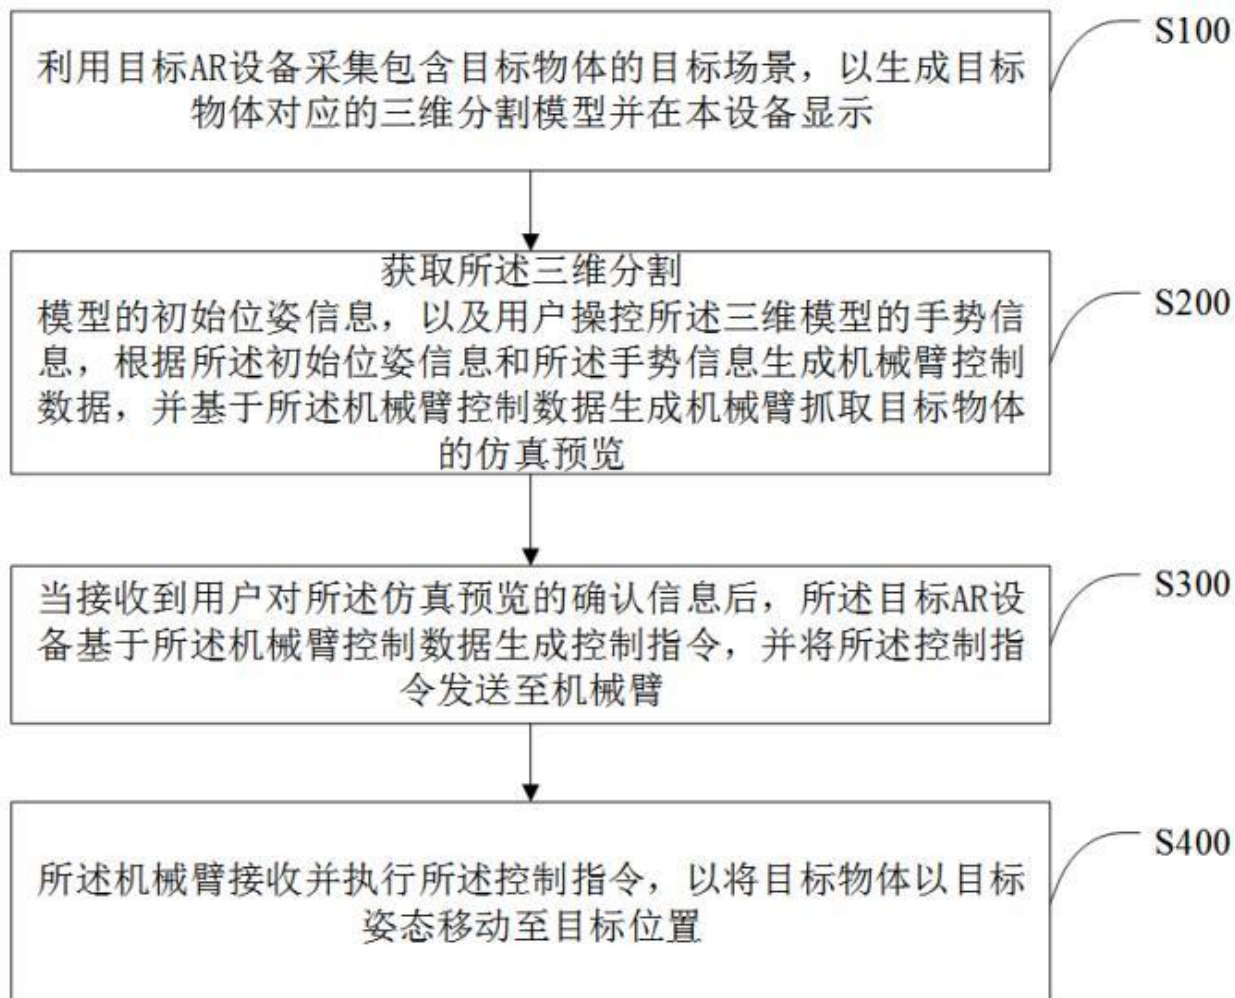 S100
利用目标AR设备采集包含目标物体的目标场景，以生成目标
物体对应的三维分割模型并在本设备显示
S200
获取所述三维分割
模型的初始位姿信息，以及用户操控所述三维模型的手势信
息，根据所述初始位姿信息和所述手势信息生成机械臂控制
数据，并基于所述机械臂控制数据生成机械臂抓取目标物体
的仿真预览
S300
当接收到用户对所述仿真预览的确认信息后，所述目标AR设
备基于所述机械臂控制数据生成控制指令，并将所述控制指
令发送至机械臂
S400
所述机械臂接收并执行所述控制指令，以将目标物体以目标
姿态移动至目标位置